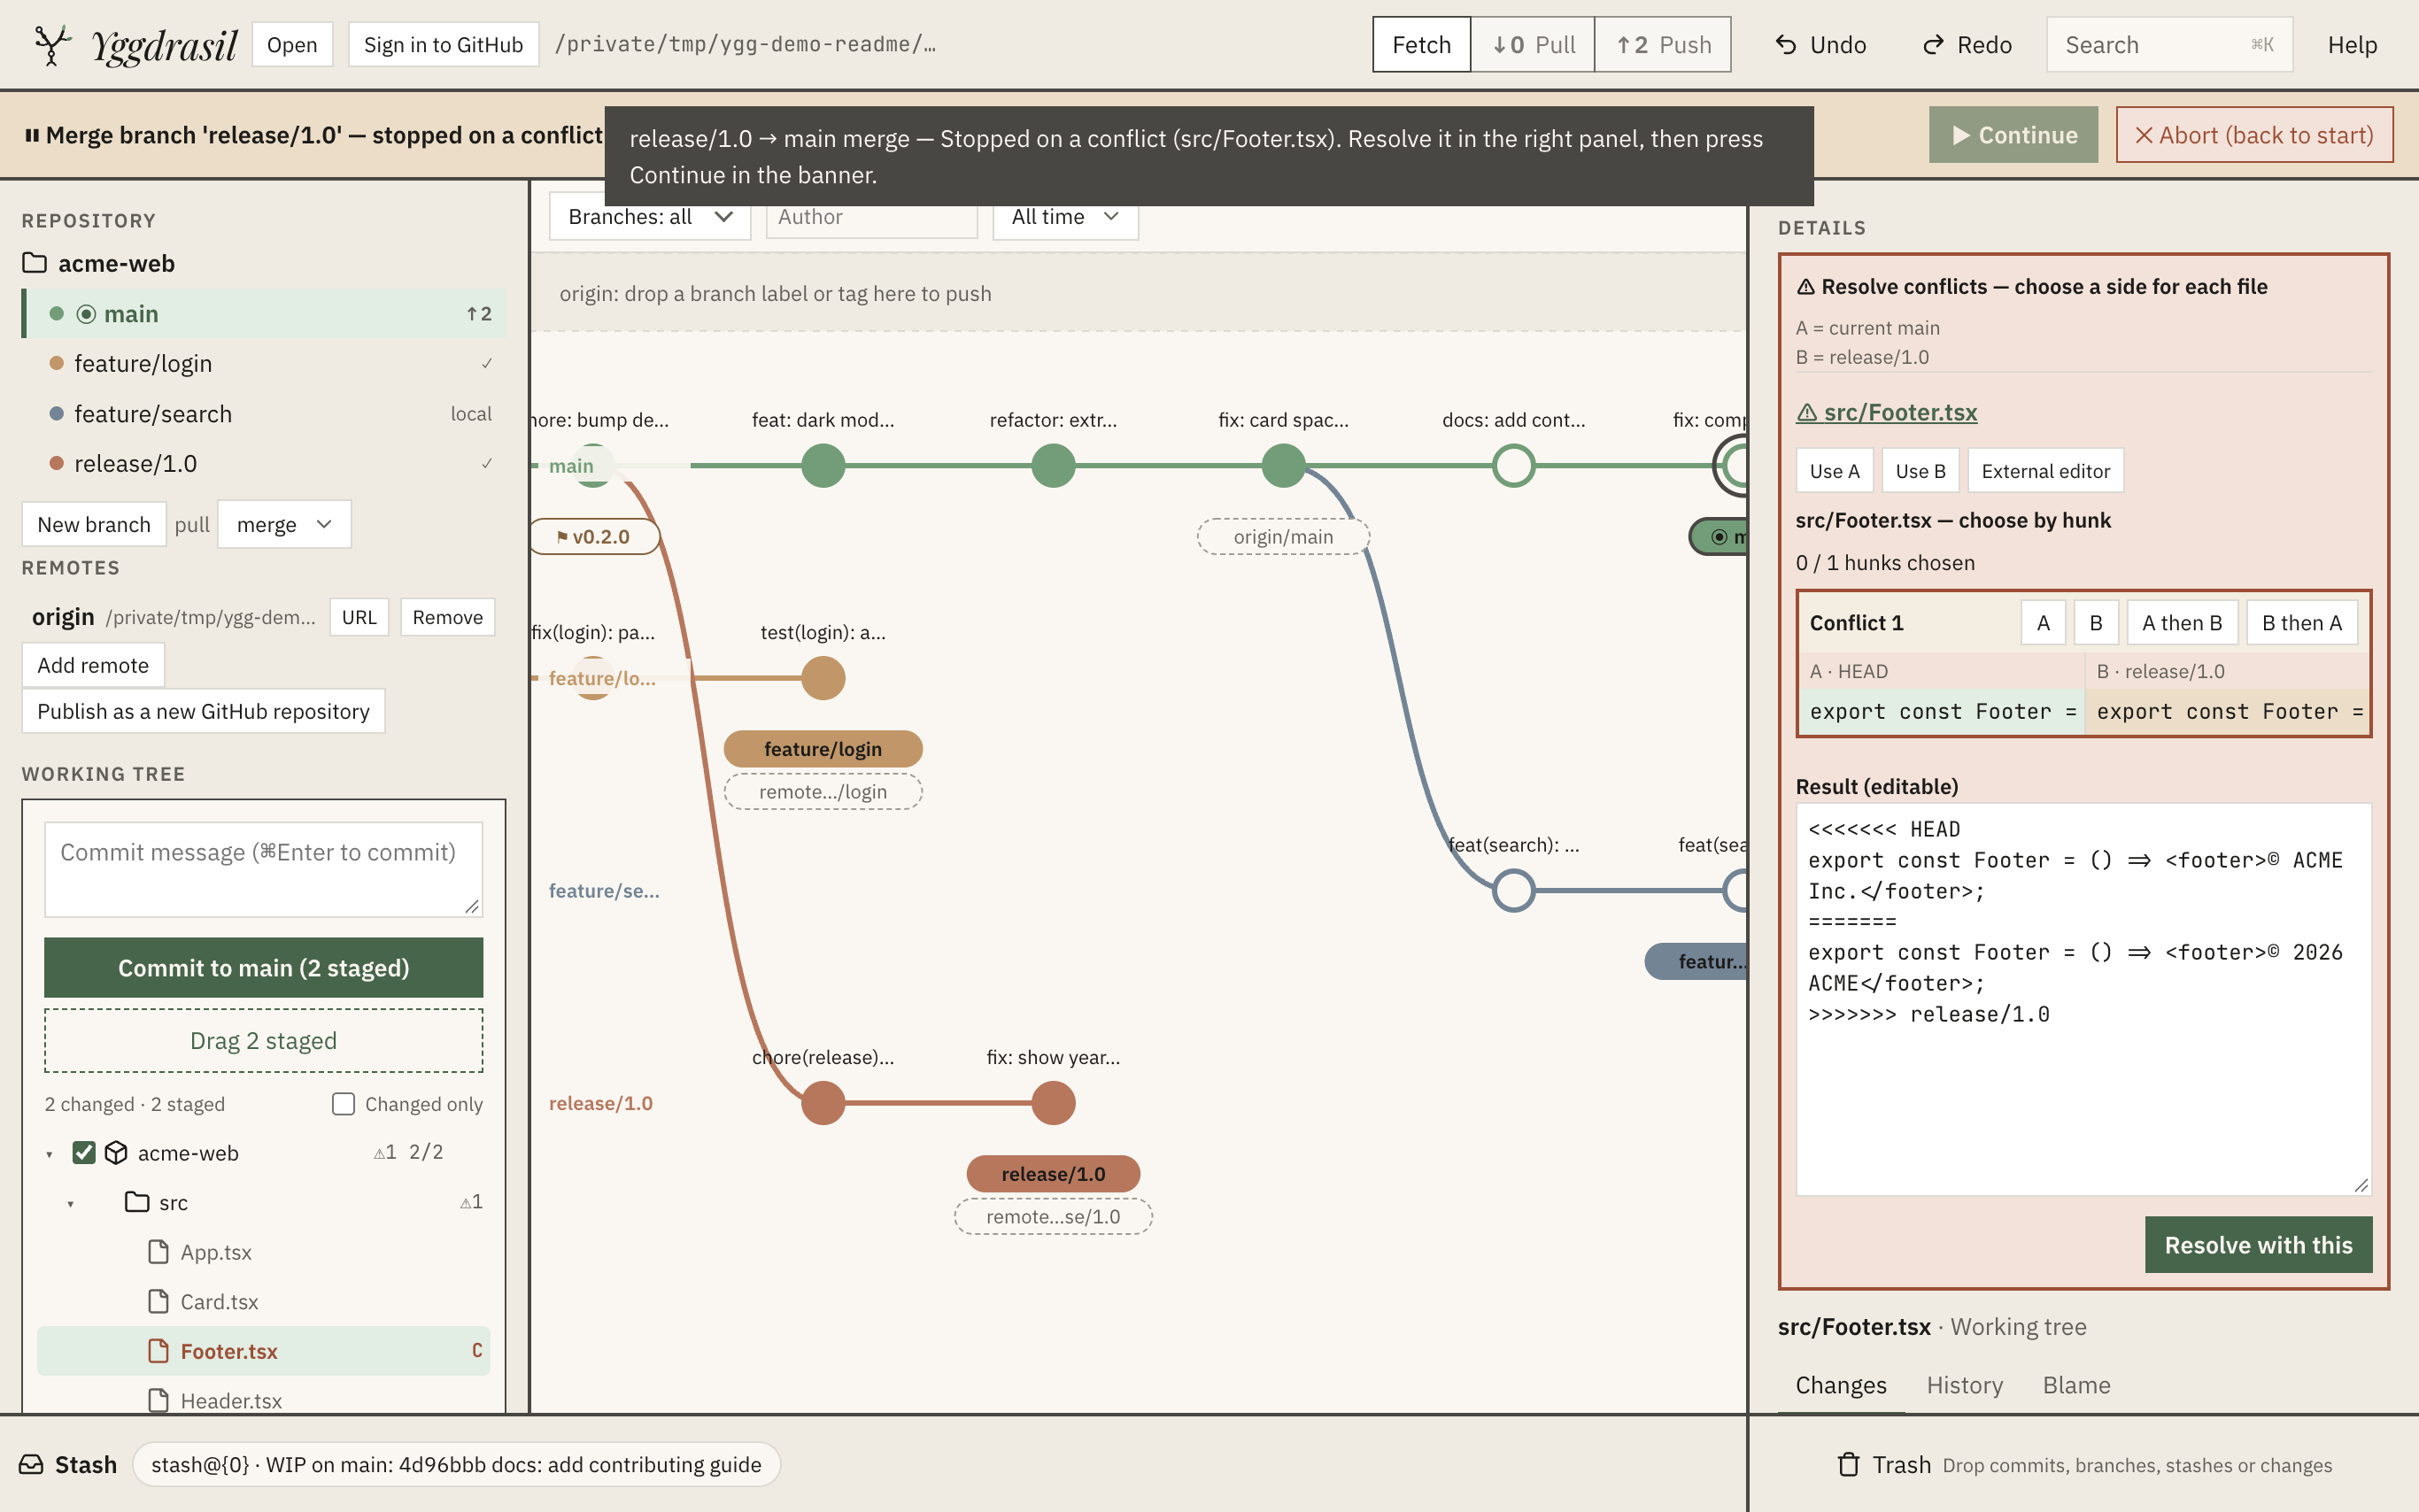 Yggdrasil
Open
Sign in to GitHub
/private/tmp/ygg-demo-readme/…
Fetch
↓0 Pull
↑2 Push
Undo
Redo
Search ⌘K
Help
Merge branch 'release/1.0' — stopped on a conflict
release/1.0 → main merge — Stopped on a conflict (src/Footer.tsx). Resolve it in the right panel, then press
Continue in the banner.
Continue
Abort (back to start)
REPOSITORY
acme-web
main ↑2
feature/login ✓
feature/search local
release/1.0 ✓
New branch pull merge
REMOTES
origin /private/tmp/ygg-dem… URL Remove
Add remote
Publish as a new GitHub repository
WORKING TREE
Commit message (⌘Enter to commit)
Commit to main (2 staged)
Drag 2 staged
2 changed · 2 staged
Changed only
acme-web ⚠1 2/2
src ⚠1
App.tsx
Card.tsx
Footer.tsx C
Header.tsx
Branches: all
Author
All time
origin: drop a branch label or tag here to push
hore: bump de…
feat: dark mod…
refactor: extr…
fix: card spac…
docs: add cont…
fix: comp
main
v0.2.0
origin/main
m
fix(login): pa…
test(login): a…
feature/lo…
feature/login
remote…/login
feat(search): …
feat(sea
feature/se…
featur…
chore(release)…
fix: show year…
release/1.0
release/1.0
remote…se/1.0
DETAILS
⚠ Resolve conflicts — choose a side for each file
A = current main
B = release/1.0
⚠ src/Footer.tsx
Use A
Use B
External editor
src/Footer.tsx — choose by hunk
0 / 1 hunks chosen
Conflict 1 A B A then B B then A
A · HEAD
B · release/1.0
export const Footer =
export const Footer =
Result (editable)
<<<<<<< HEAD
export const Footer = () => <footer>© ACME
Inc.</footer>;
=======
export const Footer = () => <footer>© 2026
ACME</footer>;
>>>>>>> release/1.0
Resolve with this
src/Footer.tsx · Working tree
Changes History Blame
Stash
stash@{0} · WIP on main: 4d96bbb docs: add contributing guide
Trash Drop commits, branches, stashes or changes